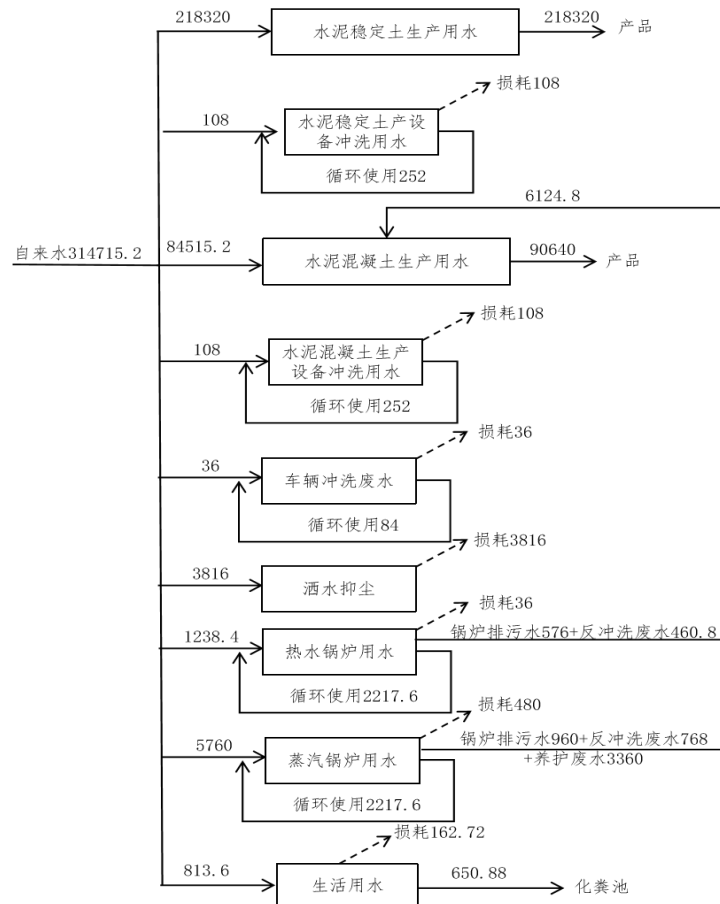 218320
水泥稳定土生产用水
218320
产品
损耗108
108
水泥稳定土产设
备冲洗用水
循环使用252
6124.8
自来水314715.2
84515.2
水泥混凝土生产用水
90640
产品
损耗108
108
水泥混凝土生产
设备冲洗用水
循环使用252
损耗36
36
车辆冲洗废水
循环使用84
损耗3816
3816
洒水抑尘
损耗36
1238.4
热水锅炉用水
锅炉排污水576+反冲洗废水460.8
循环使用2217.6
损耗480
5760
蒸汽锅炉用水
锅炉排污水960+反冲洗废水768
+养护废水3360
循环使用2217.6
损耗162.72
813.6
生活用水
650.88
化粪池